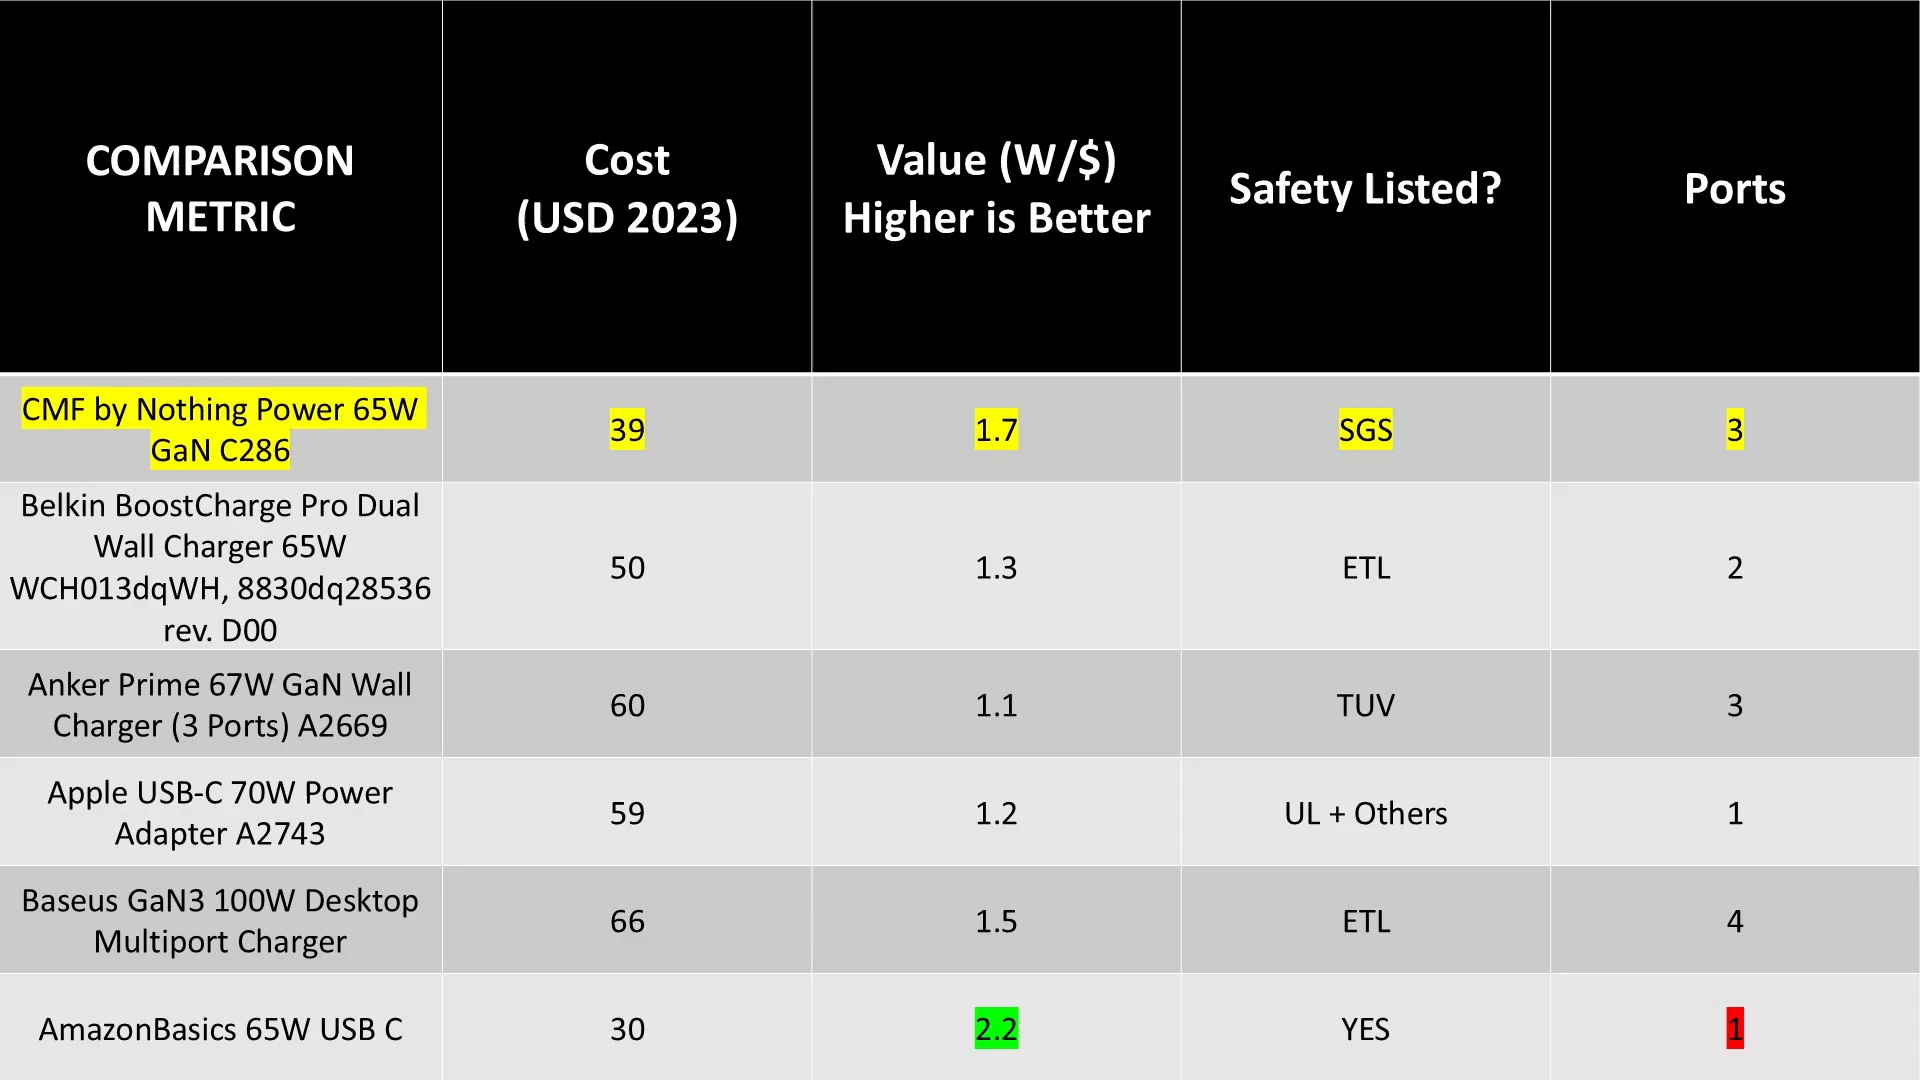 COMPARISON
METRIC
Cost
(USD 2023)
Value (W/$)
Higher is Better
Safety Listed?
Ports
CMF by Nothing Power 65W
GaN C286
39
1.7
SGS
3
Belkin BoostCharge Pro Dual
Wall Charger 65W
WCH013dqWH, 8830dq28536
rev. D00
50
1.3
ETL
2
Anker Prime 67W GaN Wall
Charger (3 Ports) A2669
60
1.1
TUV
3
Apple USB-C 70W Power
Adapter A2743
59
1.2
UL + Others
1
Baseus GaN3 100W Desktop
Multiport Charger
66
1.5
ETL
4
AmazonBasics 65W USB C
30
2.2
YES
1